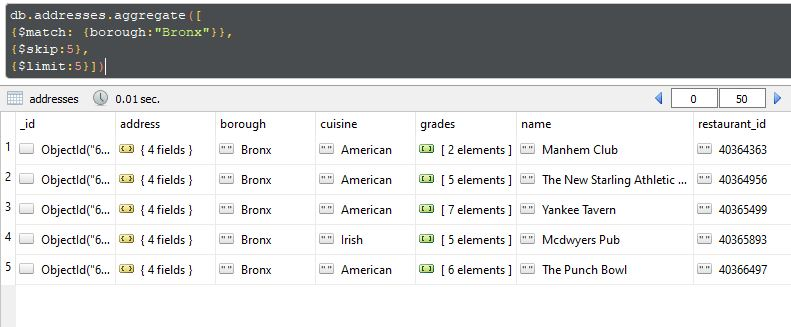 db.addresses.aggregate([
{$match: {borough:"Bronx"}},
{$skip:5},
{$limit:5}])
addresses 0.01 sec. 0 50
_id address borough cuisine grades name restaurant_id
1 ObjectId("6... { 4 fields } "" Bronx "" American [ 2 elements ] "" Manhem Club "" 40364363
2 ObjectId("6... { 4 fields } "" Bronx "" American [ 5 elements ] "" The New Starling Athletic ... "" 40364956
3 ObjectId("6... { 4 fields } "" Bronx "" American [ 7 elements ] "" Yankee Tavern "" 40365499
4 ObjectId("6... { 4 fields } "" Bronx "" Irish [ 5 elements ] "" Mcdwyers Pub "" 40365893
5 ObjectId("6... { 4 fields } "" Bronx "" American [ 6 elements ] "" The Punch Bowl "" 40366497